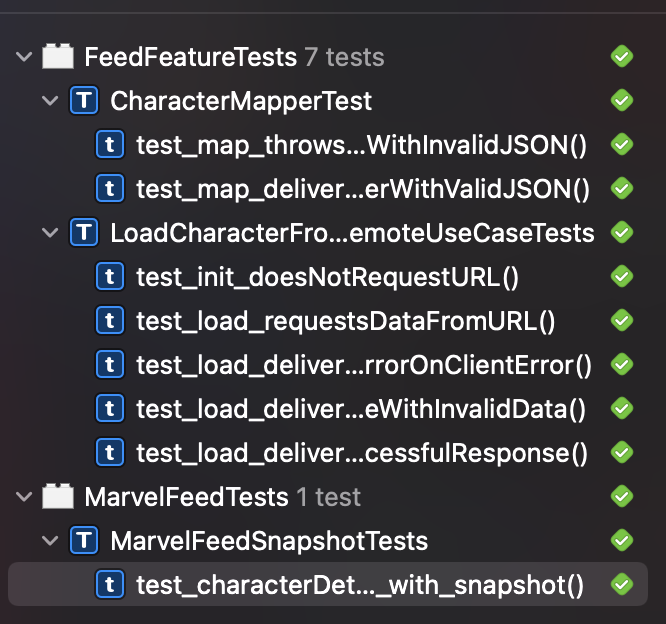 FeedFeatureTests 7 tests
T CharacterMapperTest
t test_map_throws...WithInvalidJSON()
t test_map_deliver...erWithValidJSON()
T LoadCharacterFro...emoteUseCaseTests
t test_init_doesNotRequestURL()
t test_load_requestsDataFromURL()
t test_load_deliver...rrorOnClientError()
t test_load_deliver...eWithInvalidData()
t test_load_deliver...cessfulResponse()
MarvelFeedTests 1 test
T MarvelFeedSnapshotTests
t test_characterDet..._with_snapshot()